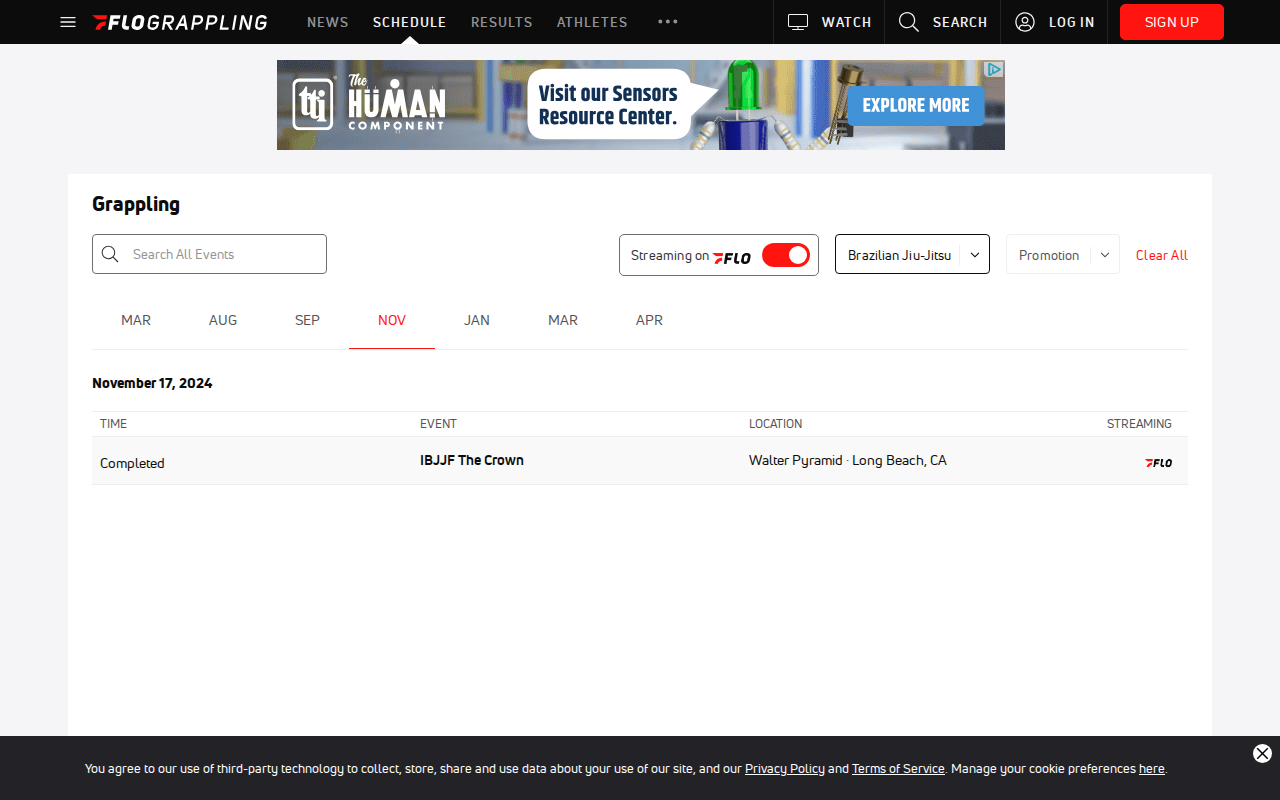 FLOGRAPPLING NEWS SCHEDULE RESULTS ATHLETES ••• WATCH SEARCH LOG IN SIGN UP
tti The HUMAN COMPONENT
Visit our Sensors Resource Center.
EXPLORE MORE
Grappling
Search All Events
Streaming on FLO
Brazilian Jiu-Jitsu
Promotion
Clear All
MAR AUG SEP NOV JAN MAR APR
November 17, 2024
TIME EVENT LOCATION STREAMING
Completed IBJJF The Crown Walter Pyramid · Long Beach, CA FLO
You agree to our use of third-party technology to collect, store, share and use data about your use of our site, and our Privacy Policy and Terms of Service. Manage your cookie preferences here.